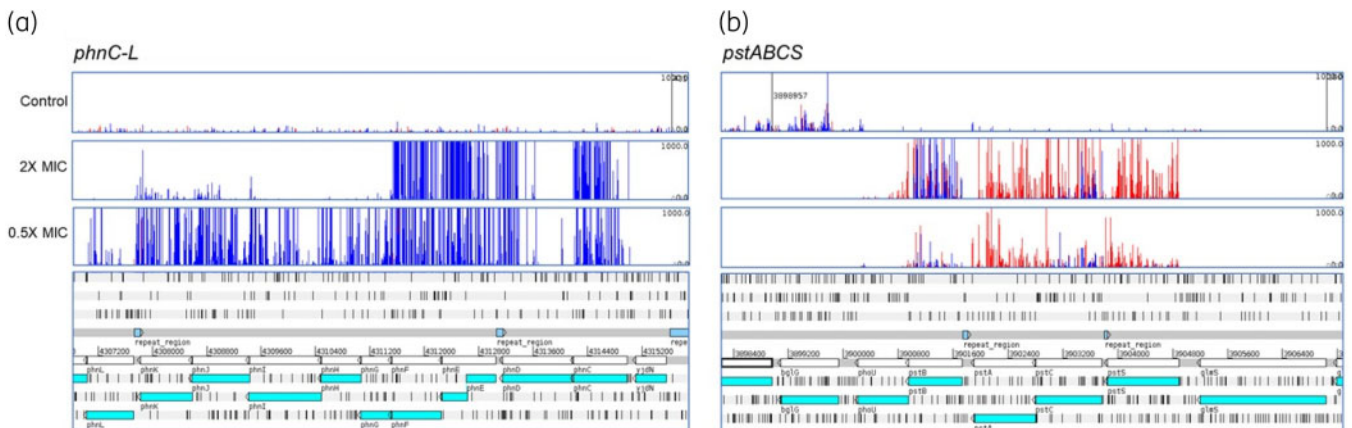 (a)
phnC-L
Control
2X MIC
1000.0
0.5X MIC
1000.0
repeat_region
repeat_region
4307200
4308000
4308800
4309600
4310400
4311200
4312000
4312800
4313600
4314400
4315200
phnL phnK phnJ phnI phnH phnG phnF phnE phnD phnC yjdN
phnJ phnH phnE phnD phnC yjdN
phnK phnI
phnL phnG phnF
(b)
pstABCS
3898957
1000.0
1000.0
repeat_region
repeat_region
3898400
3899200
3900000
3900800
3901600
3902400
3903200
3904000
3904800
3905600
3906400
bglG phoU pstB pstA pstC pstS glmS
pstB pstS glmS
bglG phoU pstC
pstA